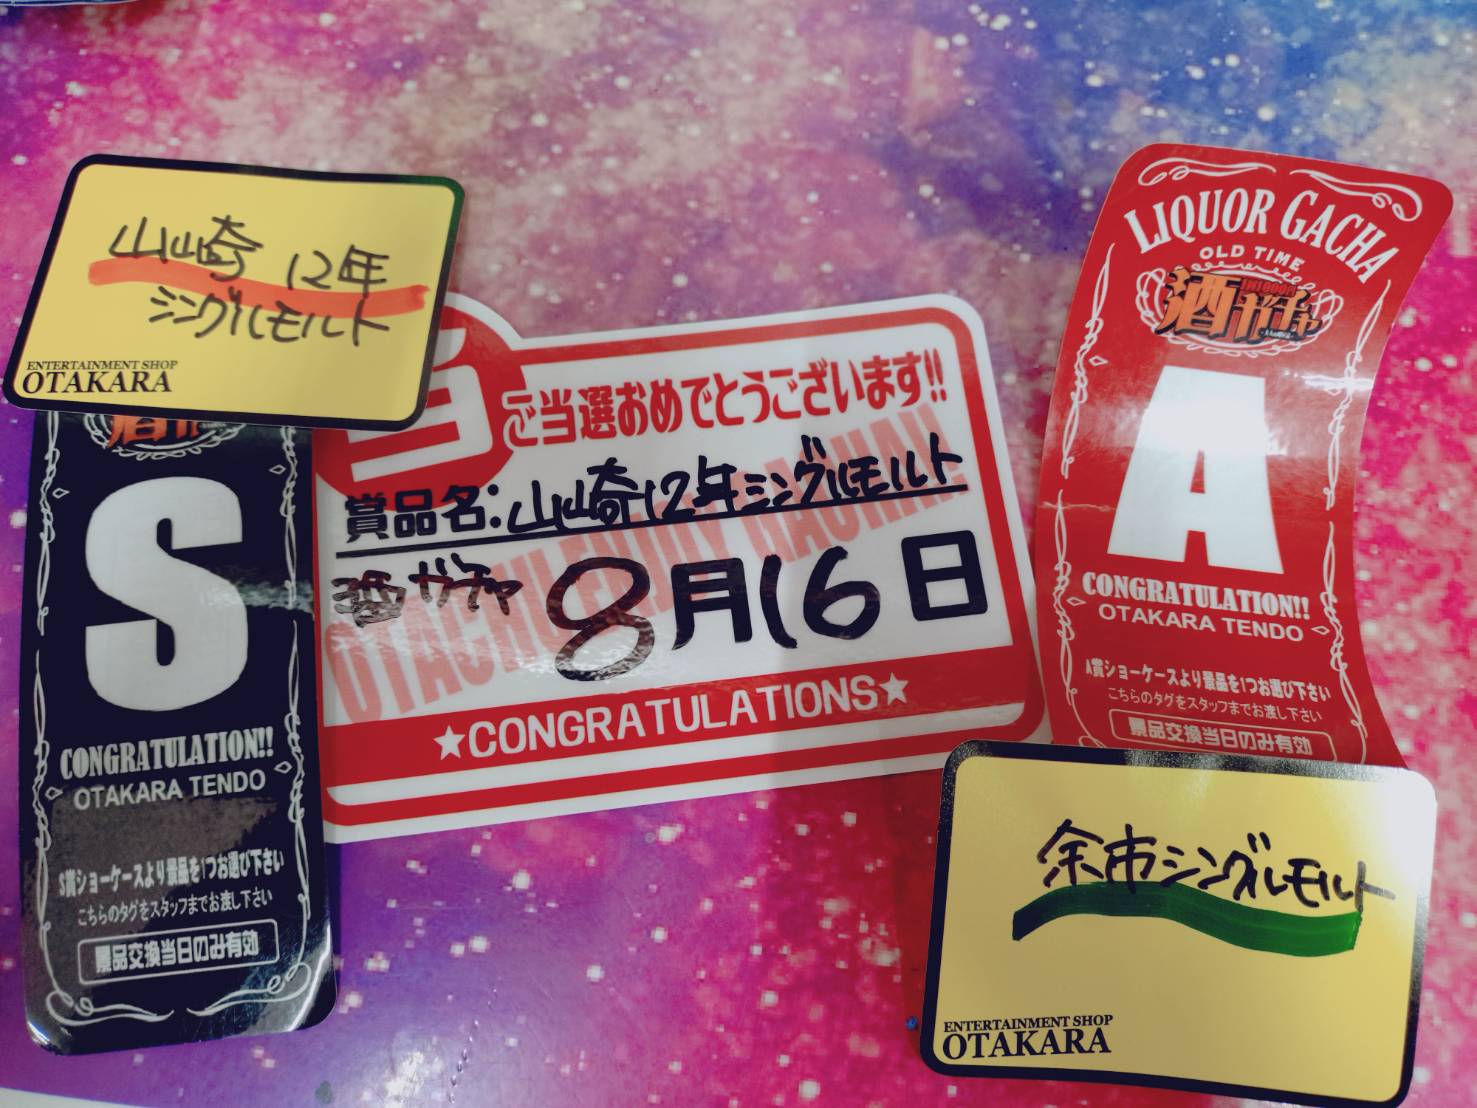 山崎 12年
シングルモルト
ENTERTAINMENT SHOP
OTAKARA
S
CONGRATULATION!!
OTAKARA TENDO
S賞ショーケースより景品を1つお選び下さい
こちらのタグをスタッフまでお渡し下さい
景品交換当日のみ有効
ご当選おめでとうございます!!
賞品名:山崎12年シングルモルト
酒ガチャ 8月16日
★CONGRATULATIONS★
LIQUOR GACHA
OLD TIME
酒ガチャ
A
CONGRATULATION!!
OTAKARA TENDO
A賞ショーケースより景品を1つお選び下さい
こちらのタグをスタッフまでお渡し下さい
景品交換当日のみ有効
余市シングルモルト
ENTERTAINMENT SHOP
OTAKARA